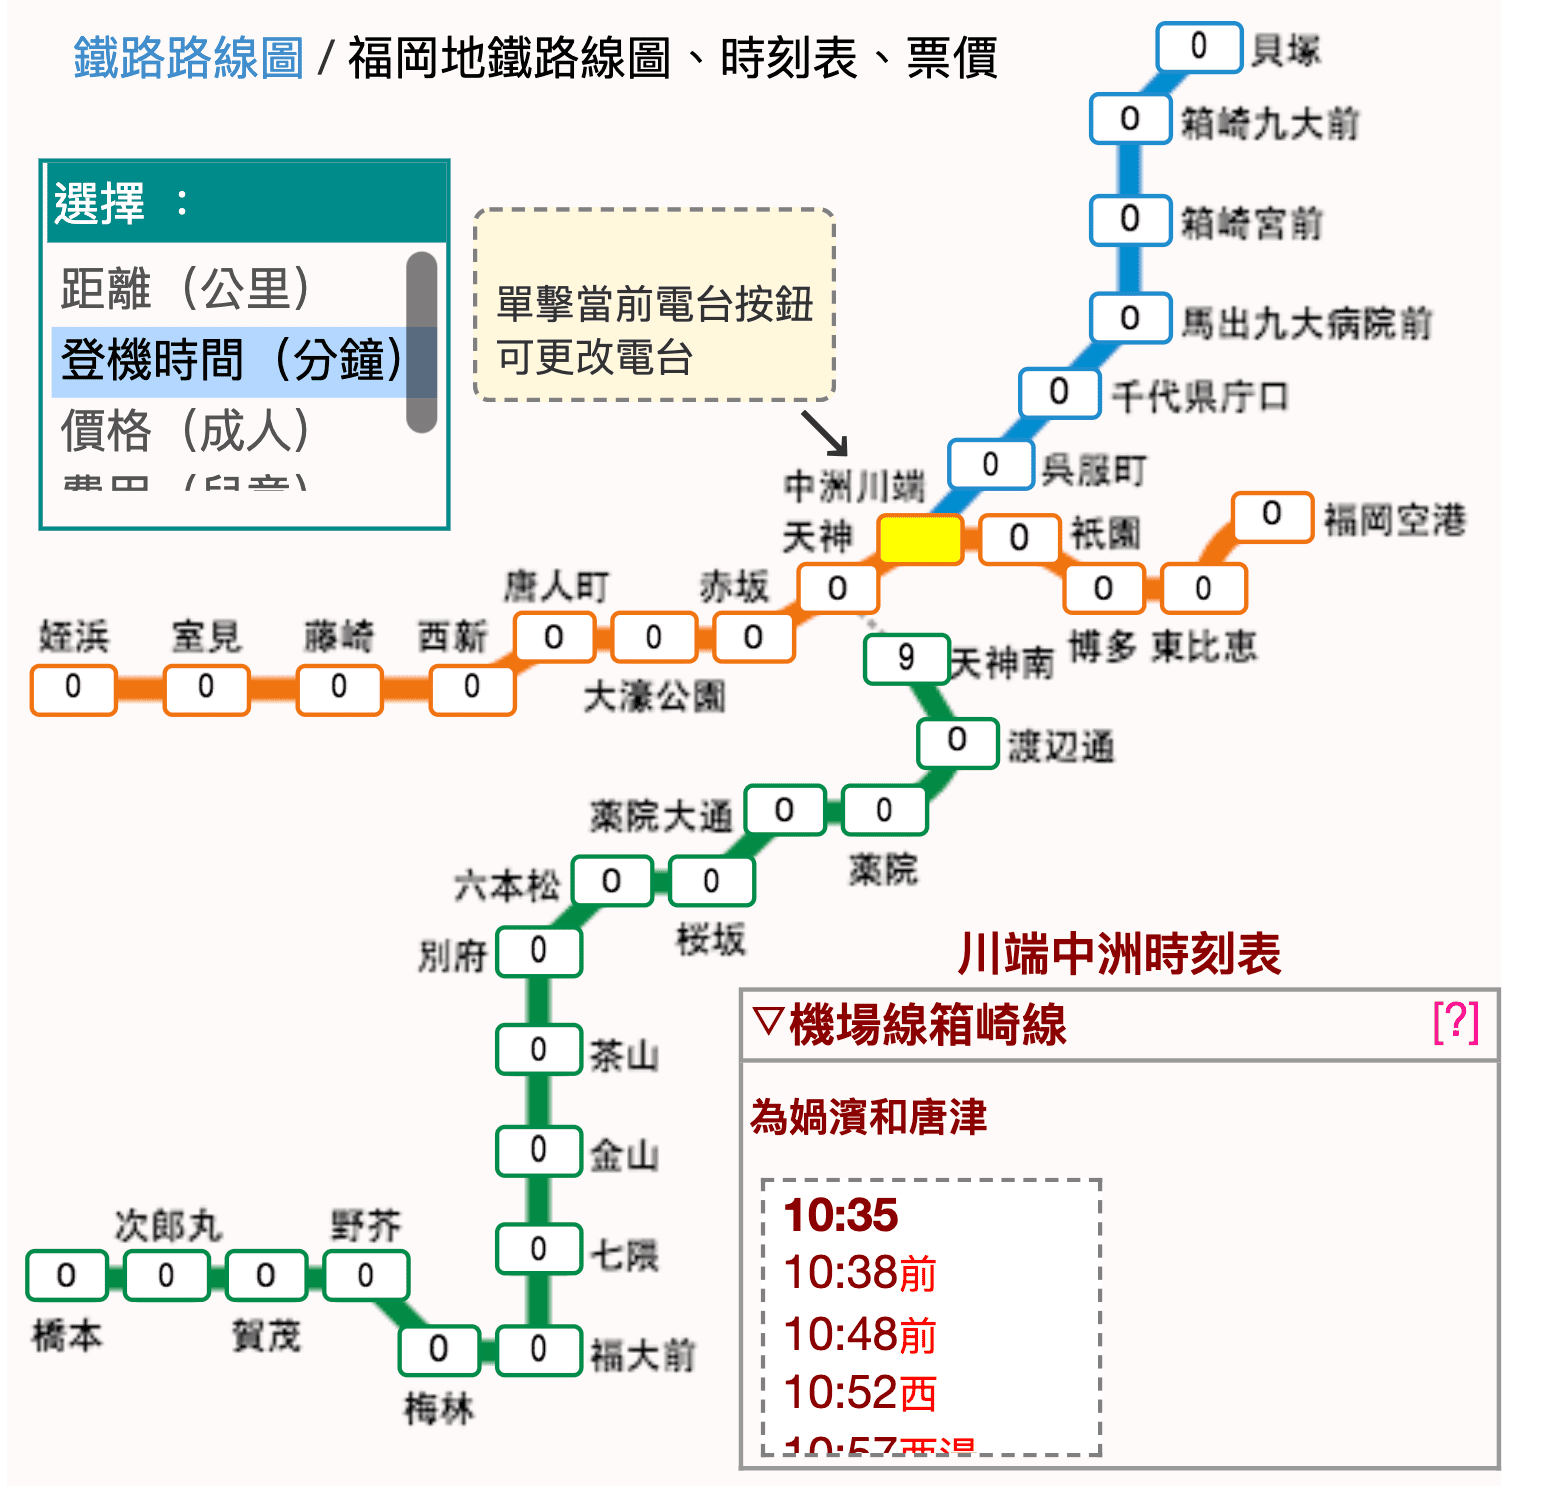 鐵路路線圖 / 福岡地鐵路線圖、時刻表、票價
選擇 ：
距離（公里）
登機時間（分鐘）
價格（成人）
單擊當前電台按鈕
可更改電台
0 貝塚
0 箱崎九大前
0 箱崎宮前
0 馬出九大病院前
0 千代県庁口
0 呉服町
中洲川端
0 祇園
0 福岡空港
天神
0
0
0
博多
東比恵
唐人町
赤坂
0
0
0
大濠公園
姪浜
室見
藤崎
西新
0
0
0
0
9 天神南
0 渡辺通
薬院大通 0
0
薬院
六本松 0
0
桜坂
別府 0
0 茶山
0 金山
0 七隈
次郎丸
野芥
0
0
0
0
橋本
賀茂
0
0 福大前
梅林
川端中洲時刻表
▽機場線箱崎線
[?]
為媧濱和唐津
10:35
10:38前
10:48前
10:52西